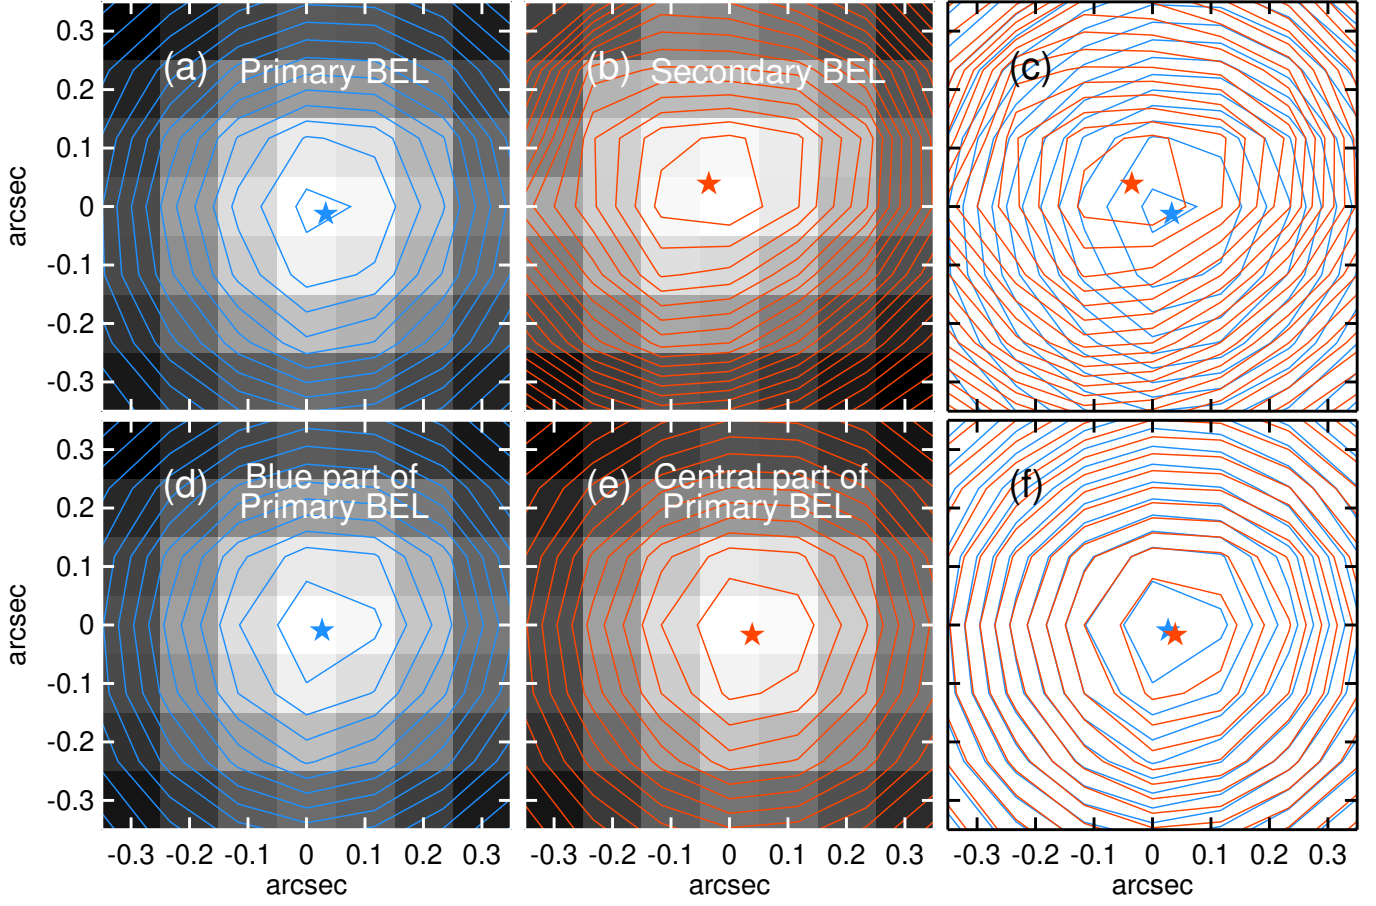 (a) Primary BEL
(b) Secondary BEL
(c)
arcsec
0.3
0.2
0.1
0
-0.1
-0.2
-0.3
(d) Blue part of
Primary BEL
(e) Central part of
Primary BEL
(f)
arcsec
0.3
0.2
0.1
0
-0.1
-0.2
-0.3
-0.3 -0.2 -0.1 0 0.1 0.2 0.3
arcsec
-0.3 -0.2 -0.1 0 0.1 0.2 0.3
arcsec
-0.3 -0.2 -0.1 0 0.1 0.2 0.3
arcsec